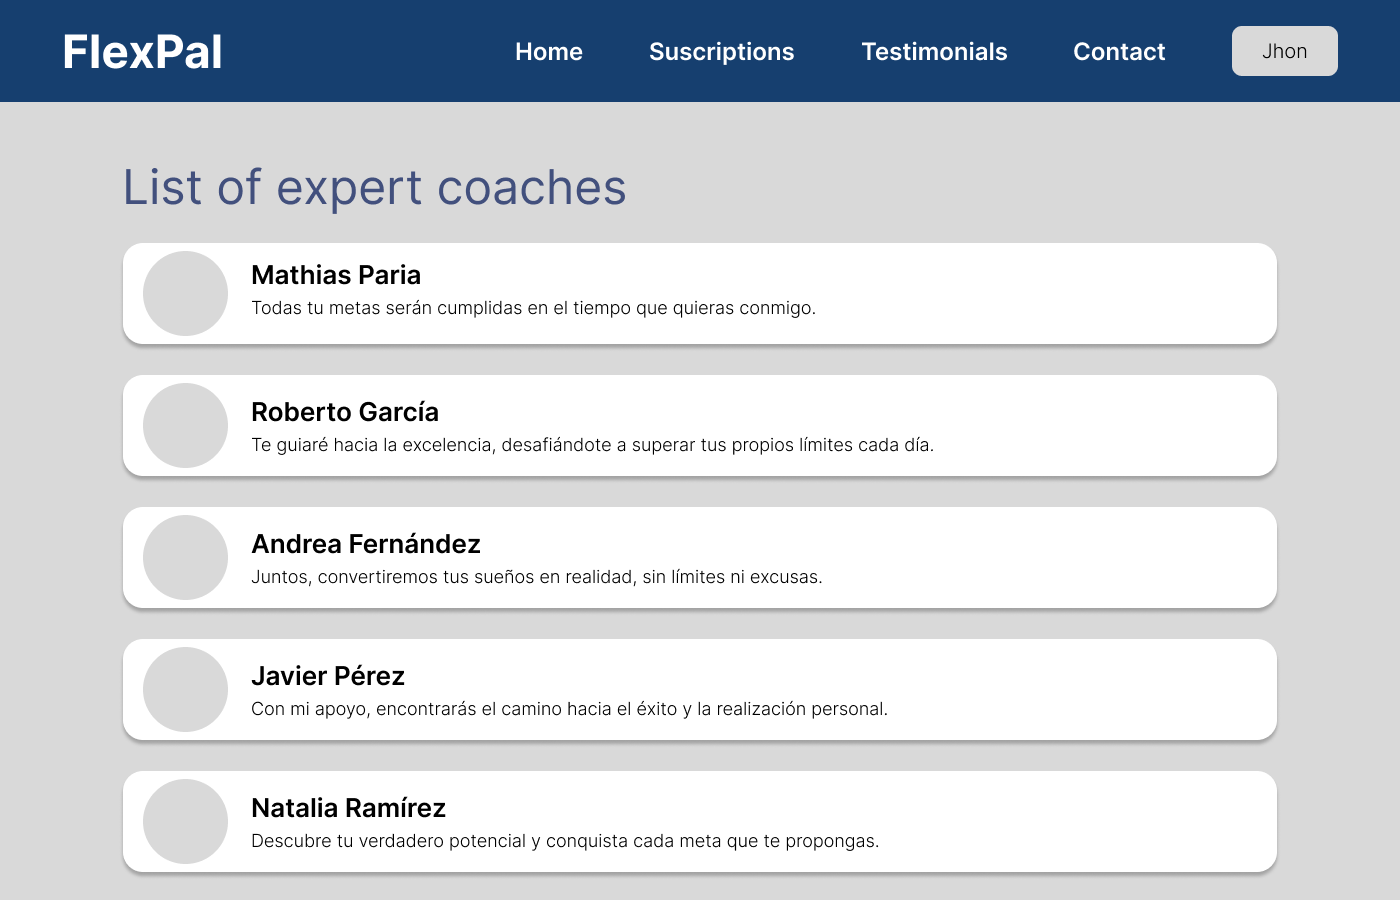 FlexPal
Home Suscriptions Testimonials Contact Jhon
List of expert coaches
Mathias Paria
Todas tu metas serán cumplidas en el tiempo que quieras conmigo.
Roberto García
Te guiaré hacia la excelencia, desafiándote a superar tus propios límites cada día.
Andrea Fernández
Juntos, convertiremos tus sueños en realidad, sin límites ni excusas.
Javier Pérez
Con mi apoyo, encontrarás el camino hacia el éxito y la realización personal.
Natalia Ramírez
Descubre tu verdadero potencial y conquista cada meta que te propongas.